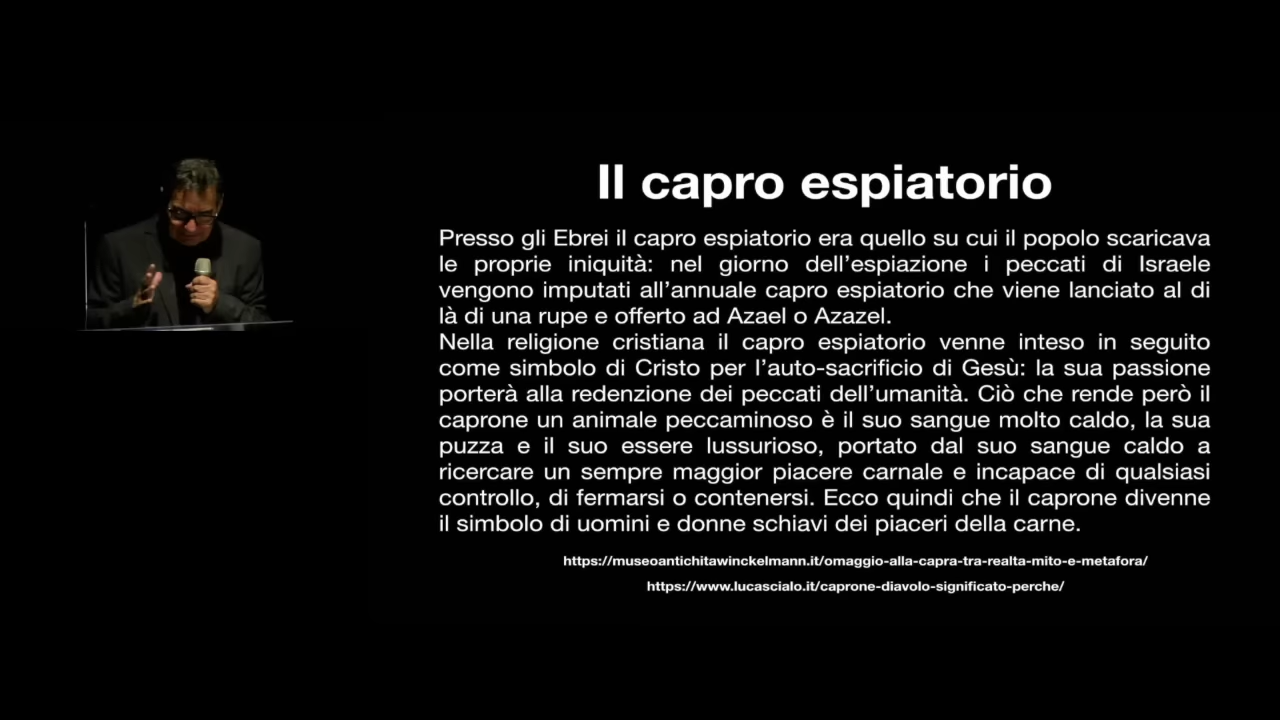 Il capro espiatorio
Presso gli Ebrei il capro espiatorio era quello su cui il popolo scaricava
le proprie iniquità: nel giorno dell’espiazione i peccati di Israele
vengono imputati all’annuale capro espiatorio che viene lanciato al di
là di una rupe e offerto ad Azael o Azazel.
Nella religione cristiana il capro espiatorio venne inteso in seguito
come simbolo di Cristo per l’auto-sacrificio di Gesù: la sua passione
porterà alla redenzione dei peccati dell’umanità. Ciò che rende però il
caprone un animale peccaminoso è il suo sangue molto caldo, la sua
puzza e il suo essere lussurioso, portato dal suo sangue caldo a
ricercare un sempre maggior piacere carnale e incapace di qualsiasi
controllo, di fermarsi o contenersi. Ecco quindi che il caprone divenne
il simbolo di uomini e donne schiavi dei piaceri della carne.
https://museoantichitawinckelmann.it/omaggio-alla-capra-tra-realta-mito-e-metafora/
https://www.lucascialo.it/caprone-diavolo-significato-perche/